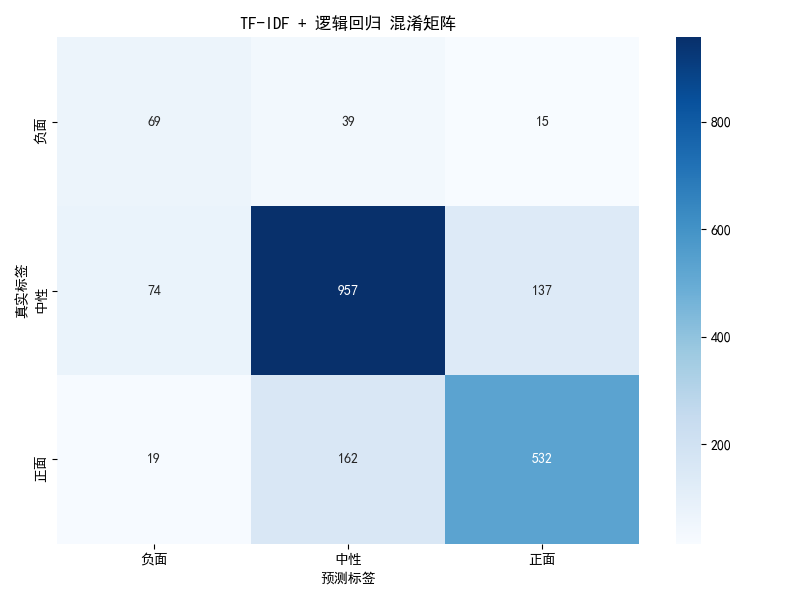 TF-IDF + 逻辑回归 混淆矩阵
负面
69
39
15
真实标签
中性
74
957
137
正面
19
162
532
负面
中性
正面
预测标签
800
600
400
200